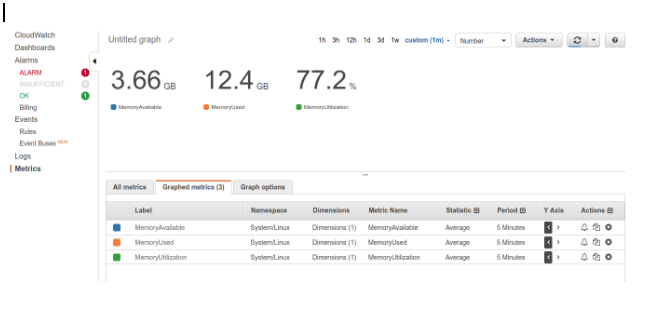 CloudWatch
Dashboards
Alarms
ALARM 1
INSUFFICIENT 0
OK 1
Billing
Events
Rules
Event Buses NEW
Logs
Metrics
Untitled graph
1h 3h 12h 1d 3d 1w custom (1m) Number Actions
3.66 GB 12.4 GB 77.2 %
MemoryAvailable MemoryUsed MemoryUtilization
All metrics Graphed metrics (3) Graph options
Label Namespace Dimensions Metric Name Statistic Period Y Axis Actions
MemoryAvailable System/Linux Dimensions (1) MemoryAvailable Average 5 Minutes < >
MemoryUsed System/Linux Dimensions (1) MemoryUsed Average 5 Minutes < >
MemoryUtilization System/Linux Dimensions (1) MemoryUtilization Average 5 Minutes < >